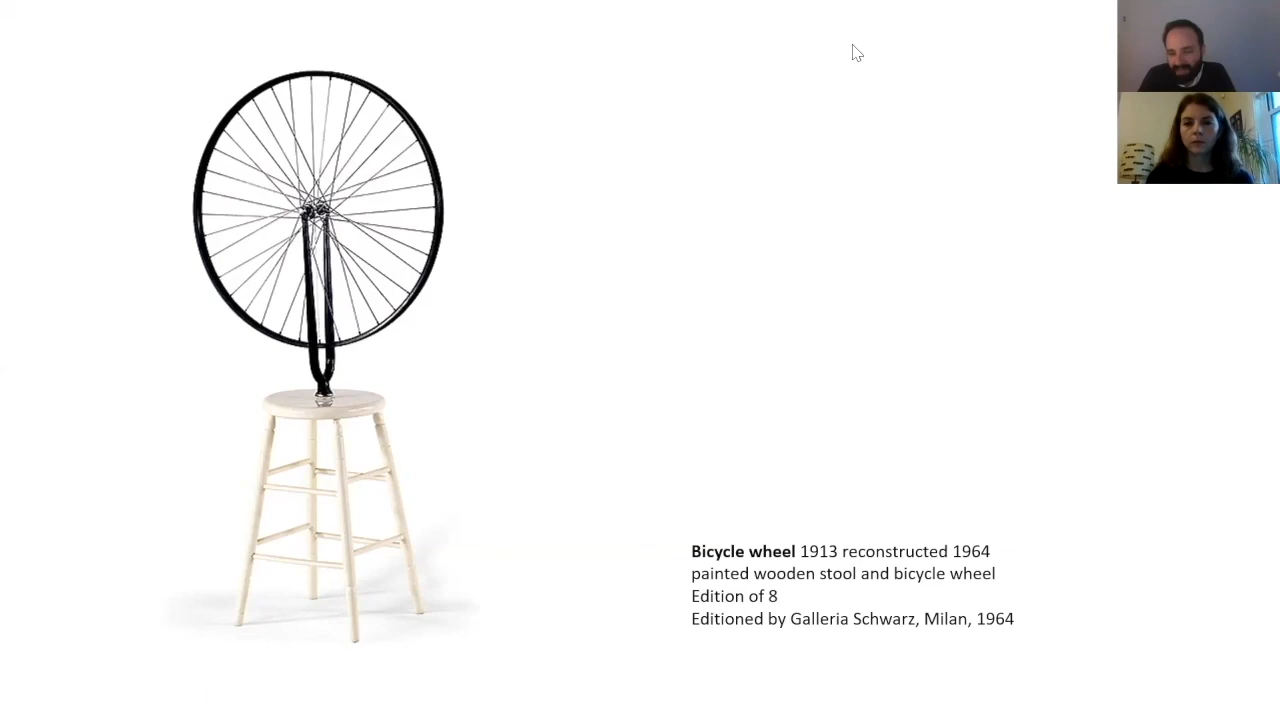 Bicycle wheel 1913 reconstructed 1964
painted wooden stool and bicycle wheel
Edition of 8
Editioned by Galleria Schwarz, Milan, 1964